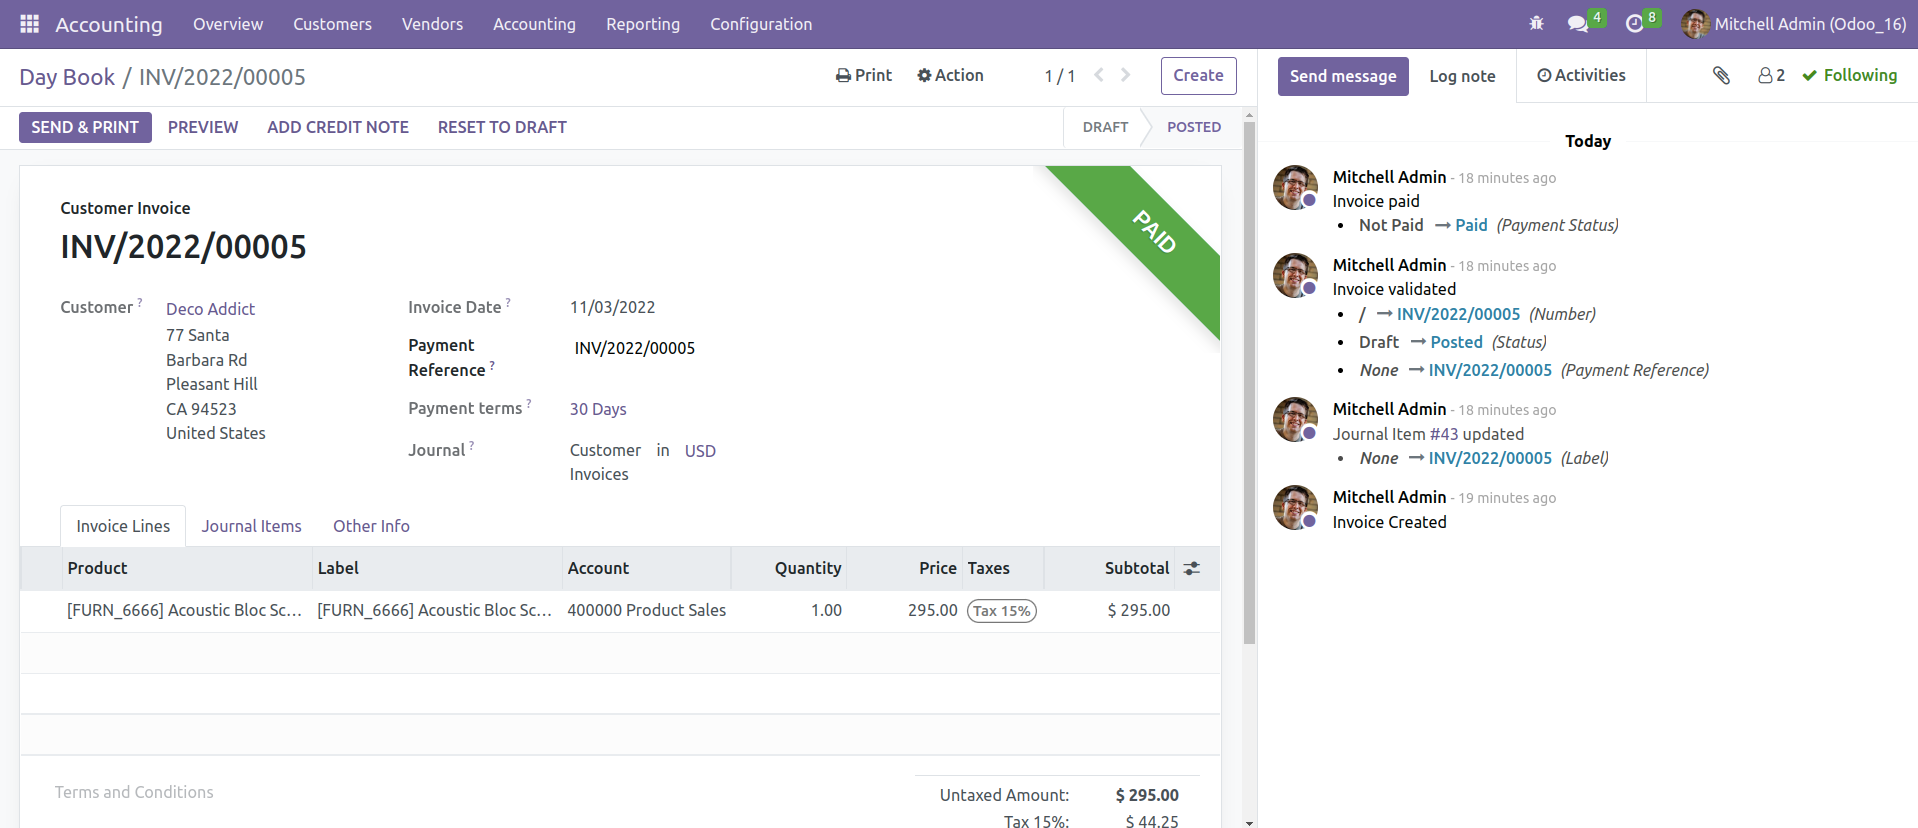 Accounting Overview Customers Vendors Accounting Reporting Configuration 4 8 Mitchell Admin (Odoo_16)
Day Book / INV/2022/00005 Print Action 1 / 1 Create
SEND & PRINT PREVIEW ADD CREDIT NOTE RESET TO DRAFT DRAFT POSTED
PAID
Customer Invoice
INV/2022/00005
Customer ? Deco Addict
77 Santa
Barbara Rd
Pleasant Hill
CA 94523
United States
Invoice Date ? 11/03/2022
Payment
Reference ? INV/2022/00005
Payment terms ? 30 Days
Journal ? Customer in USD
Invoices
Invoice Lines Journal Items Other Info
Product Label Account Quantity Price Taxes Subtotal
[FURN_6666] Acoustic Bloc Sc... [FURN_6666] Acoustic Bloc Sc... 400000 Product Sales 1.00 295.00 Tax 15% $ 295.00
Terms and Conditions
Untaxed Amount: $ 295.00
Tax 15%: $ 44.25
Send message Log note Activities 2 Following
Today
Mitchell Admin - 18 minutes ago
Invoice paid
• Not Paid → Paid (Payment Status)
Mitchell Admin - 18 minutes ago
Invoice validated
• / → INV/2022/00005 (Number)
• Draft → Posted (Status)
• None → INV/2022/00005 (Payment Reference)
Mitchell Admin - 18 minutes ago
Journal Item #43 updated
• None → INV/2022/00005 (Label)
Mitchell Admin - 19 minutes ago
Invoice Created